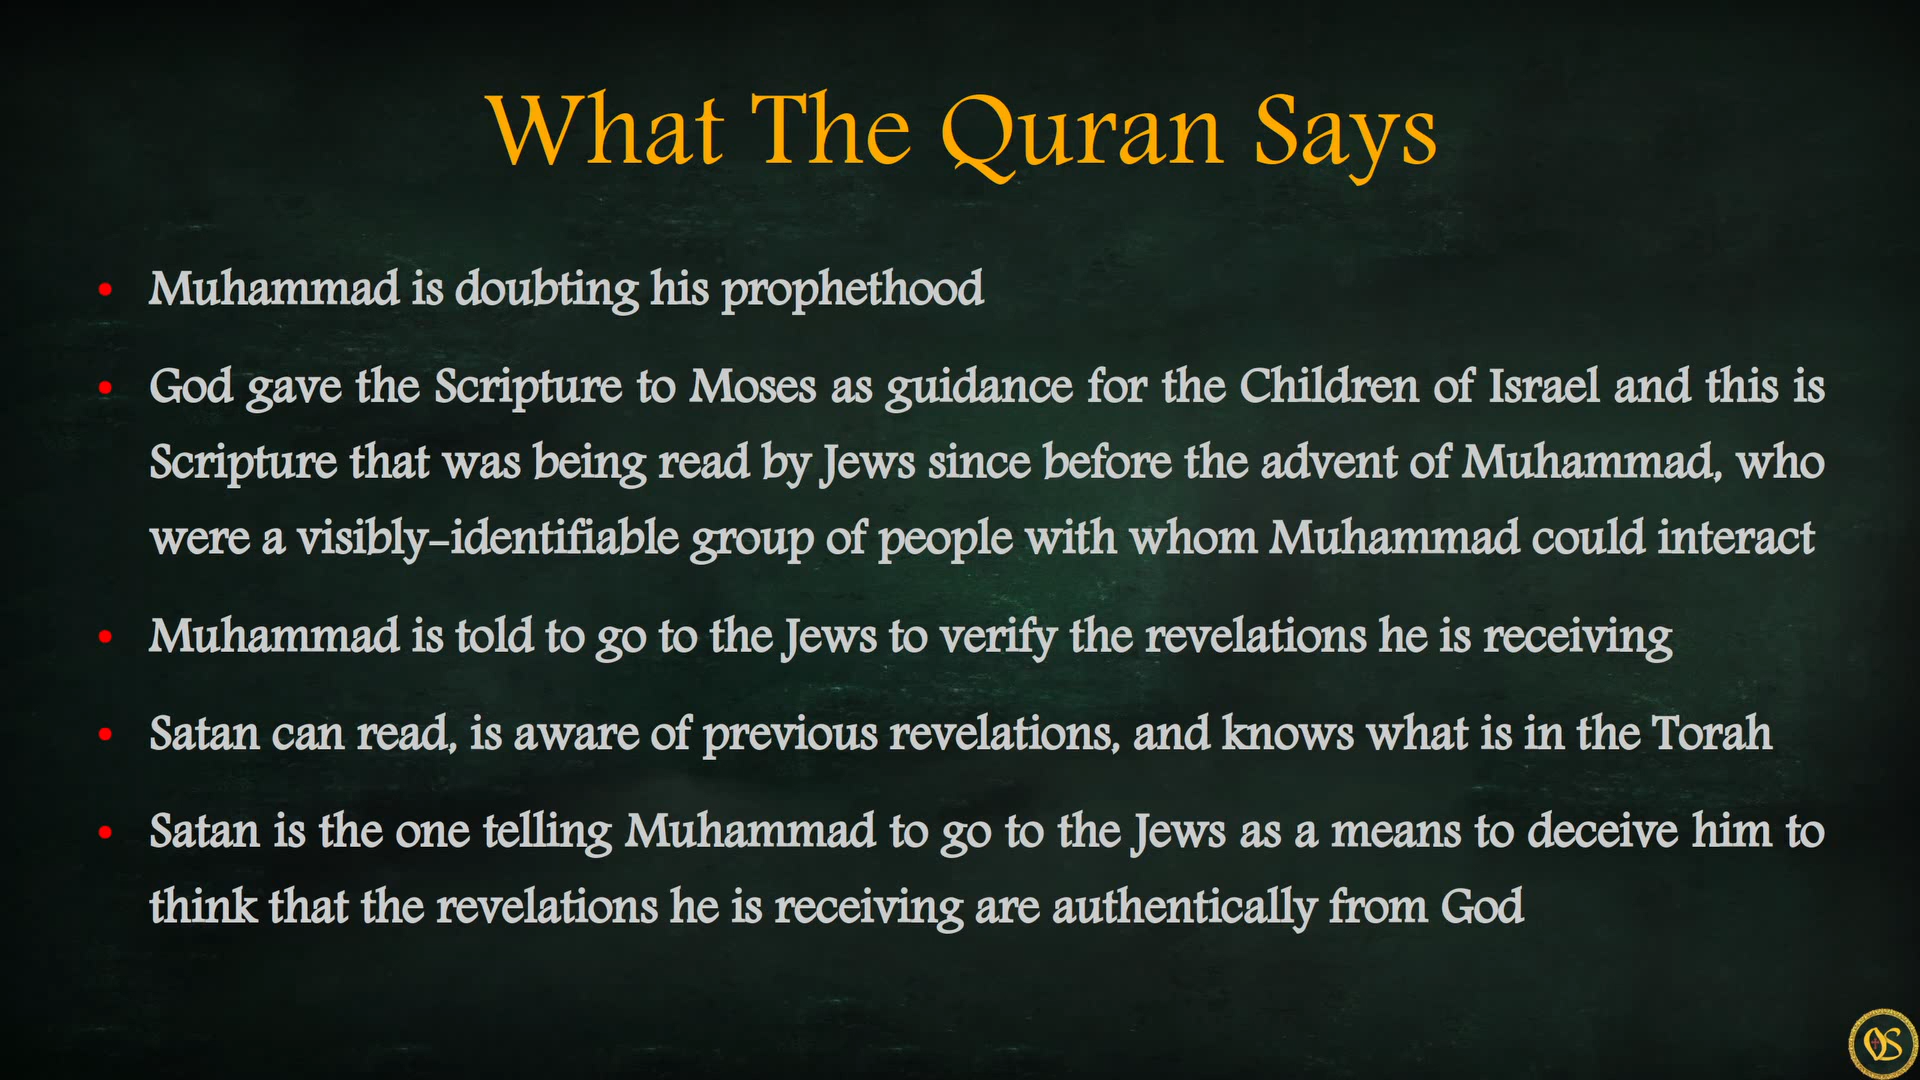 What The Quran Says
• Muhammad is doubting his prophethood
• God gave the Scripture to Moses as guidance for the Children of Israel and this is
Scripture that was being read by Jews since before the advent of Muhammad, who
were a visibly-identifiable group of people with whom Muhammad could interact
• Muhammad is told to go to the Jews to verify the revelations he is receiving
• Satan can read, is aware of previous revelations, and knows what is in the Torah
• Satan is the one telling Muhammad to go to the Jews as a means to deceive him to
think that the revelations he is receiving are authentically from God